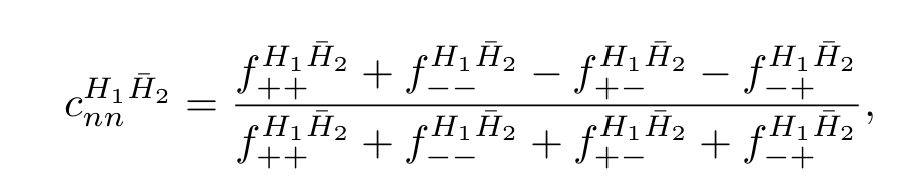 $c_{nn}^{H_1\bar{H}_2} = \frac{f_{++}^{H_1\bar{H}_2} + f_{--}^{H_1\bar{H}_2} - f_{+-}^{H_1\bar{H}_2} - f_{-+}^{H_1\bar{H}_2}}{f_{++}^{H_1\bar{H}_2} + f_{--}^{H_1\bar{H}_2} + f_{+-}^{H_1\bar{H}_2} + f_{-+}^{H_1\bar{H}_2}},$